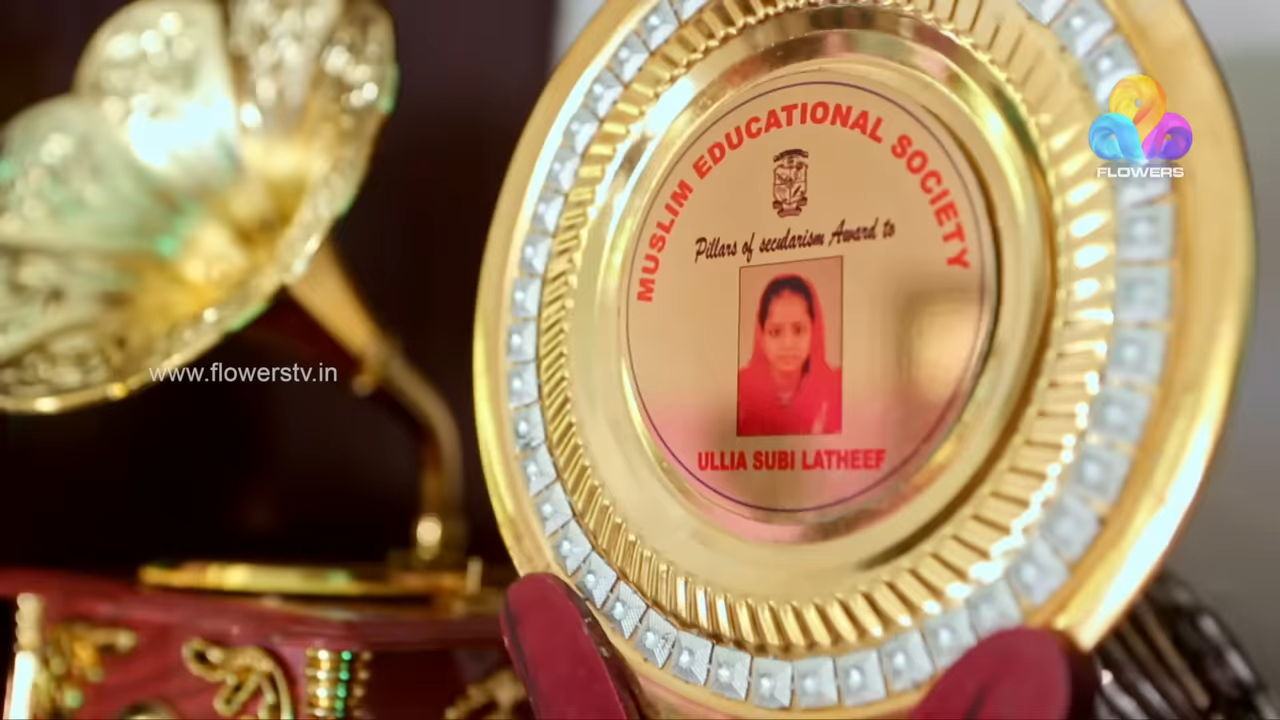 FLOWERS
MUSLIM EDUCATIONAL SOCIETY
Pillars of secularism Award to
www.flowerstv.in
ULLIA SUBI LATHEEF